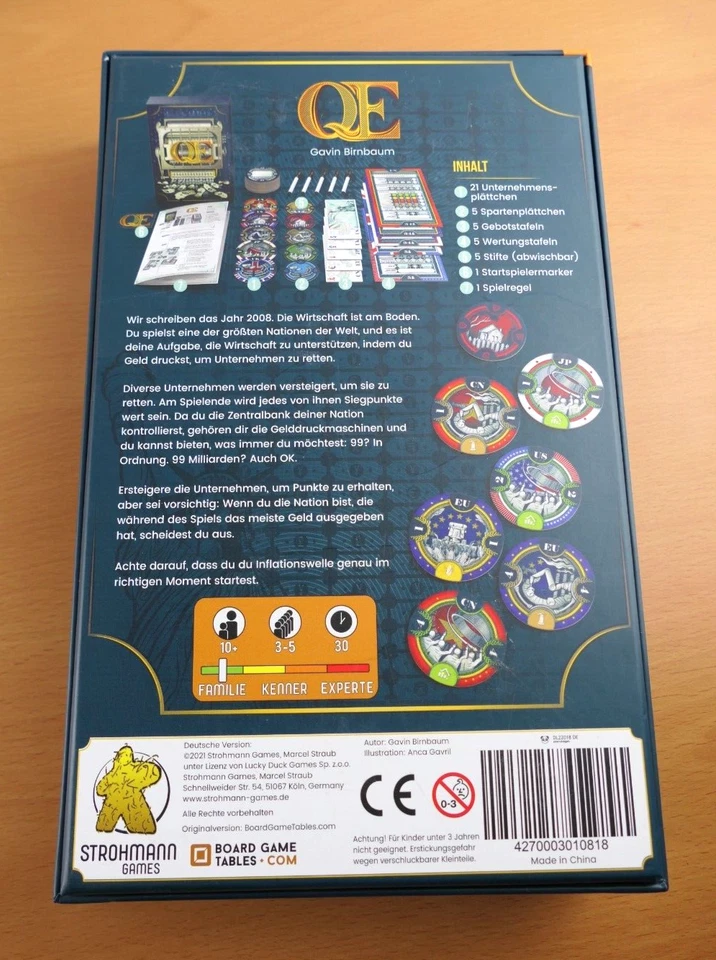 QE
Gavin Birnbaum
INHALT
21 Unternehmens-
plättchen
5 Spartenplättchen
5 Gebotstafeln
5 Wertungstafeln
5 Stifte (abwischbar)
1 Startspielermarker
1 Spielregel
QE
QE
Wir schreiben das Jahr 2008. Die Wirtschaft ist am Boden.
Du spielst eine der größten Nationen der Welt, und es ist
deine Aufgabe, die Wirtschaft zu unterstützen, indem du
Geld druckst, um Unternehmen zu retten.
Diverse Unternehmen werden versteigert, um sie zu
retten. Am Spielende wird jedes von ihnen Siegpunkte
wert sein. Da du die Zentralbank deiner Nation
kontrollierst, gehören dir die Gelddruckmaschinen und
du kannst bieten, was immer du möchtest: 99? In
Ordnung. 99 Milliarden? Auch OK.
Ersteigere die Unternehmen, um Punkte zu erhalten,
aber sei vorsichtig: Wenn du die Nation bist, die
während des Spiels das meiste Geld ausgegeben
hat, scheidest du aus.
Achte darauf, dass du du Inflationswelle genau im
richtigen Moment startest.
JP
CN
US
EU
EU
CN
10+
3-5
30
FAMILIE KENNER EXPERTE
Deutsche Version:
©2021 Strohmann Games, Marcel Straub
unter Lizenz von Lucky Duck Games Sp. z.o.o.
Strohmann Games, Marcel Straub
Schnellweider Str. 54, 51067 Köln, Germany
www.strohmann-games.de
Alle Rechte vorbehalten
Originalversion: BoardGameTables.com
STROHMANN
GAMES
BOARD GAME
TABLES.COM
Autor: Gavin Birnbaum
Illustration: Anca Gavril
CE
0-3
Achtung! Für Kinder unter 3 Jahren
nicht geeignet. Erstickungsgefahr
wegen verschluckbarer Kleinteile.
4270003010818
Made in China